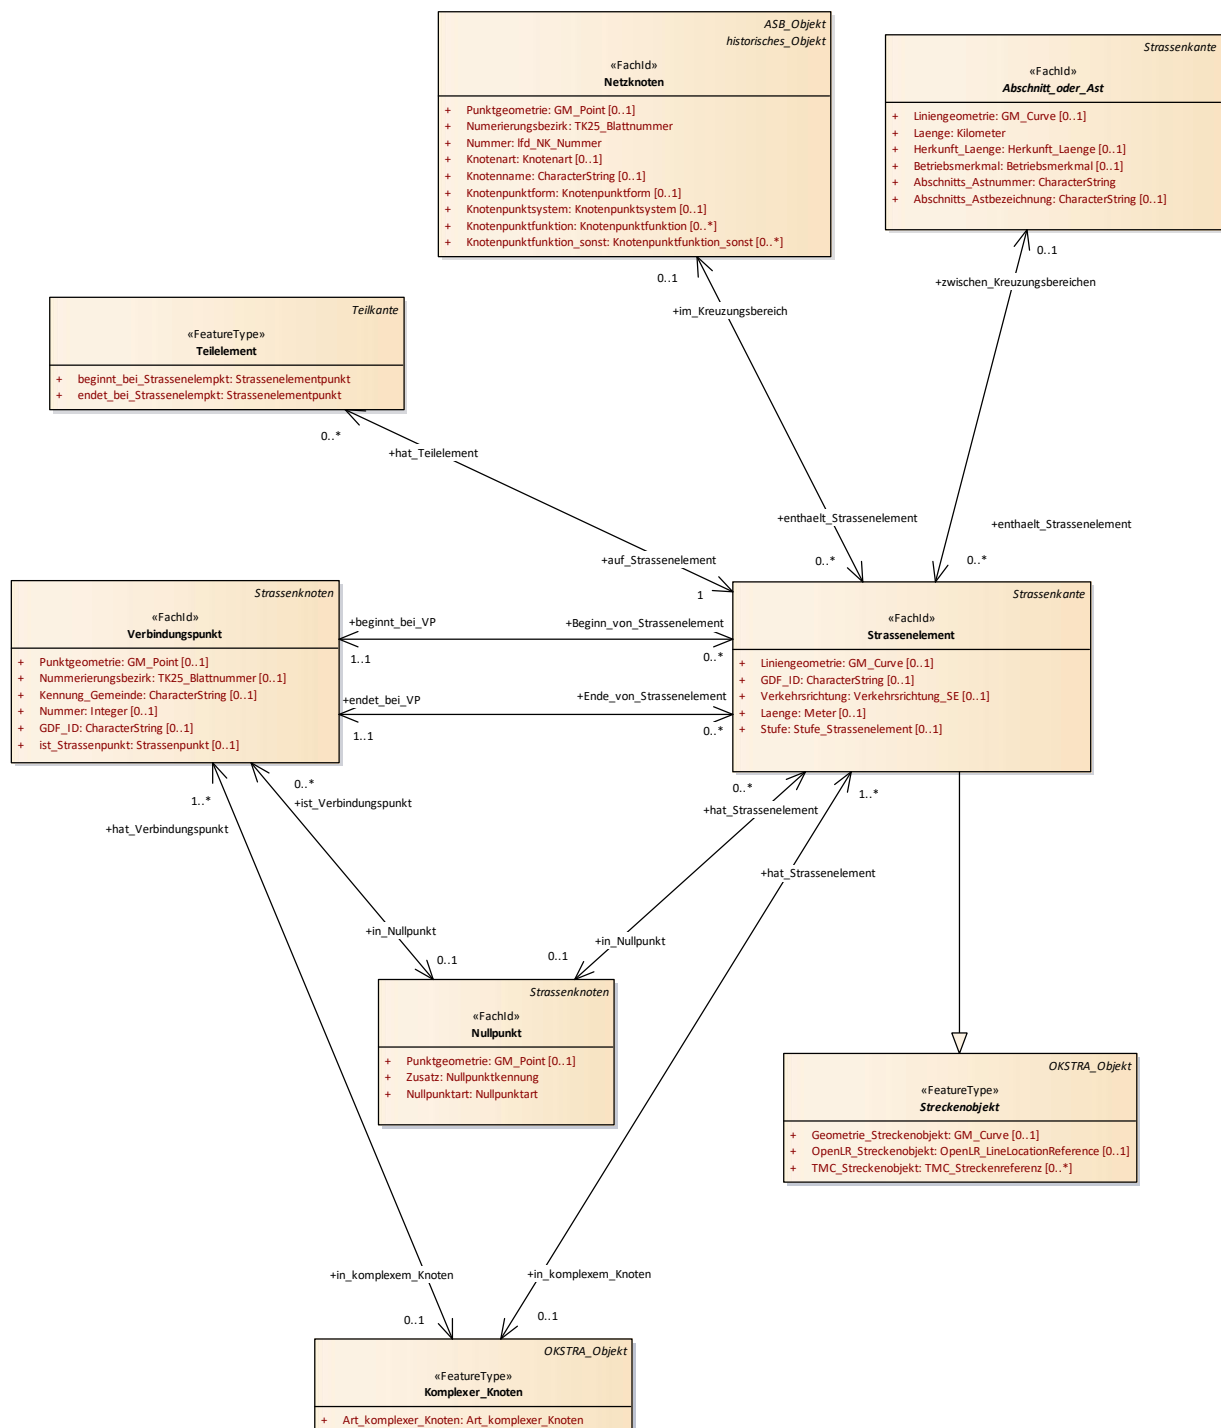 ASB_Objekt
historisches_Objekt
«FachId»
Netzknoten
+ Punktgeometrie: GM_Point [0..1]
+ Numerierungsbezirk: TK25_Blattnummer
+ Nummer: lfd_NK_Nummer
+ Knotenart: Knotenart [0..1]
+ Knotenname: CharacterString [0..1]
+ Knotenpunktform: Knotenpunktform [0..1]
+ Knotenpunktsystem: Knotenpunktsystem [0..1]
+ Knotenpunktfunktion: Knotenpunktfunktion [0..*]
+ Knotenpunktfunktion_sonst: Knotenpunktfunktion_sonst [0..*]
Strassenkante
«FachId»
Abschnitt_oder_Ast
+ Liniengeometrie: GM_Curve [0..1]
+ Laenge: Kilometer
+ Herkunft_Laenge: Herkunft_Laenge [0..1]
+ Betriebsmerkmal: Betriebsmerkmal [0..1]
+ Abschnitts_Astnummer: CharacterString
+ Abschnitts_Astbezeichnung: CharacterString [0..1]
0..1
+im_Kreuzungsbereich
0..1
+zwischen_Kreuzungsbereichen
Teilkante
«FeatureType»
Teilelement
+ beginnt_bei_Strassenelempkt: Strassenelementpunkt
+ endet_bei_Strassenelempkt: Strassenelementpunkt
0..*
+hat_Teilelement
+enthaelt_Strassenelement
0..*
+enthaelt_Strassenelement
0..*
+auf_Strassenelement
1
Strassenknoten
«FachId»
Verbindungspunkt
+ Punktgeometrie: GM_Point [0..1]
+ Nummerierungsbezirk: TK25_Blattnummer [0..1]
+ Kennung_Gemeinde: CharacterString [0..1]
+ Nummer: Integer [0..1]
+ GDF_ID: CharacterString [0..1]
+ ist_Strassenpunkt: Strassenpunkt [0..1]
+beginnt_bei_VP
1..1
+Beginn_von_Strassenelement
0..*
+endet_bei_VP
1..1
+Ende_von_Strassenelement
0..*
Strassenkante
«FachId»
Strassenelement
+ Liniengeometrie: GM_Curve [0..1]
+ GDF_ID: CharacterString [0..1]
+ Verkehrsrichtung: Verkehrsrichtung_SE [0..1]
+ Laenge: Meter [0..1]
+ Stufe: Stufe_Strassenelement [0..1]
1..*
+hat_Verbindungspunkt
0..*
+ist_Verbindungspunkt
0..*
+hat_Strassenelement
1..*
+hat_Strassenelement
+in_Nullpunkt
0..1
+in_Nullpunkt
0..1
Strassenknoten
«FachId»
Nullpunkt
+ Punktgeometrie: GM_Point [0..1]
+ Zusatz: Nullpunktkennung
+ Nullpunktart: Nullpunktart
OKSTRA_Objekt
«FeatureType»
Streckenobjekt
+ Geometrie_Streckenobjekt: GM_Curve [0..1]
+ OpenLR_Streckenobjekt: OpenLR_LineLocationReference [0..1]
+ TMC_Streckenobjekt: TMC_Streckenreferenz [0..*]
+in_komplexem_Knoten
0..1
+in_komplexem_Knoten
0..1
OKSTRA_Objekt
«FeatureType»
Komplexer_Knoten
+ Art_komplexer_Knoten: Art_komplexer_Knoten